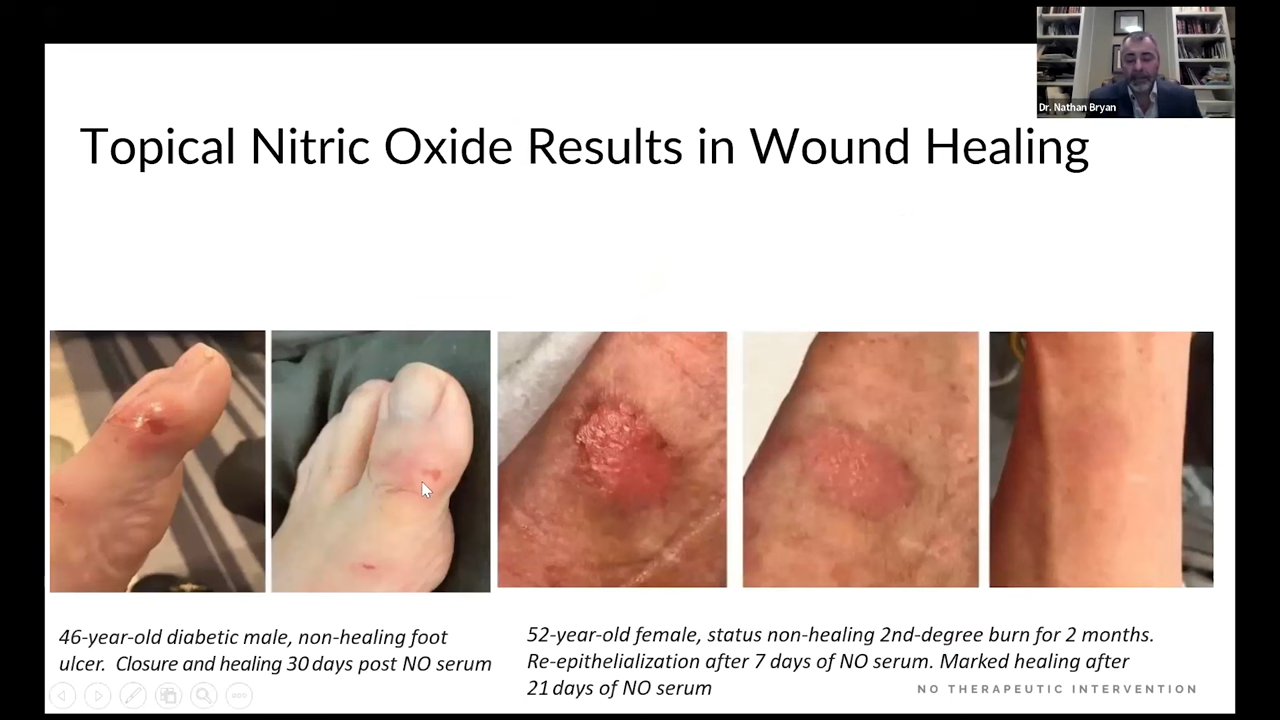 Dr. Nathan Bryan
Topical Nitric Oxide Results in Wound Healing
46-year-old diabetic male, non-healing foot
ulcer. Closure and healing 30 days post NO serum
52-year-old female, status non-healing 2nd-degree burn for 2 months.
Re-epithelialization after 7 days of NO serum. Marked healing after
21 days of NO serum
NO THERAPEUTIC INTERVENTION